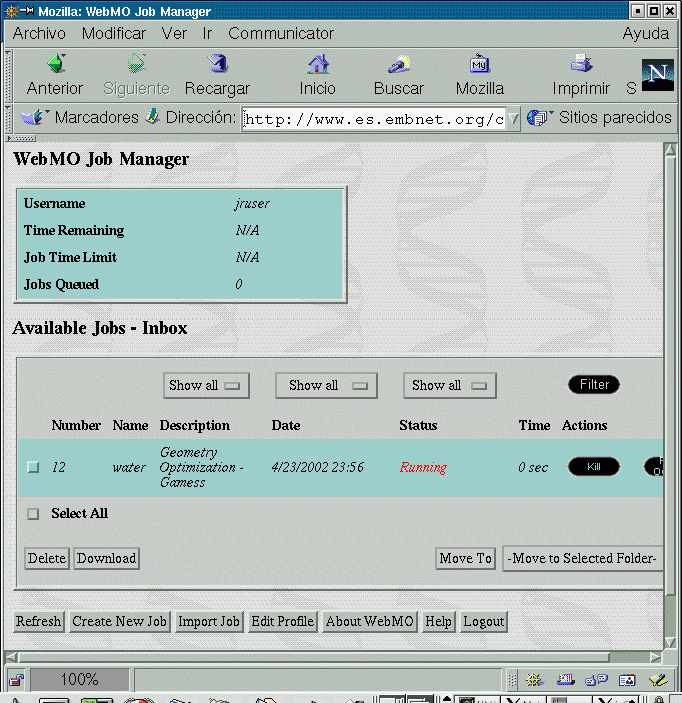 Mozilla: WebMO Job Manager
Archivo Modificar Ver Ir Communicator Ayuda
Anterior Siguiente Recargar Inicio Buscar Mozilla Imprimir S
Marcadores Dirección: http://www.es.embnet.org/c Sitios parecidos
WebMO Job Manager
Username jruser
Time Remaining N/A
Job Time Limit N/A
Jobs Queued 0
Available Jobs - Inbox
Show all Show all Show all Filter
Number Name Description Date Status Time Actions
12 water Geometry Optimization - Gamess 4/23/2002 23:56 Running 0 sec Kill
Select All
Delete Download Move To -Move to Selected Folder-
Refresh Create New Job Import Job Edit Profile About WebMO Help Logout
100%